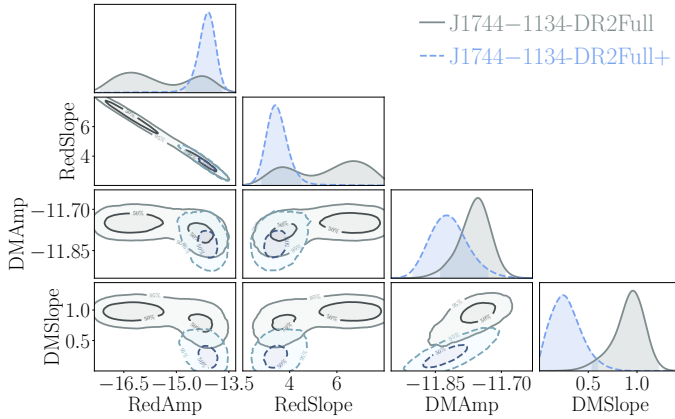 J1744−1134-DR2Full
J1744−1134-DR2Full+
RedSlope
6
4
DMAmp
−11.70
−11.85
DMSlope
1.0
0.5
−16.5 −15.0 −13.5 4 6 −11.85 −11.70 0.5 1.0
RedAmp RedSlope DMAmp DMSlope